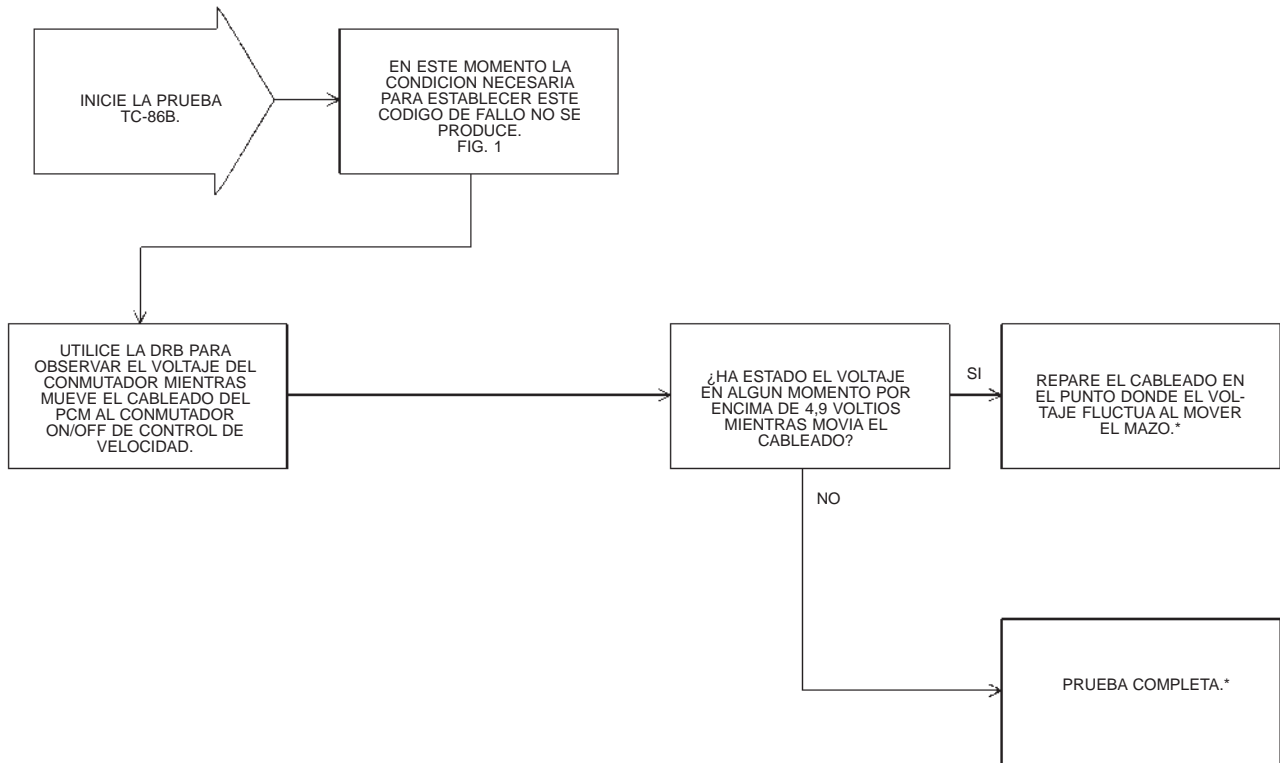 INICIE LA PRUEBA
TC-86B.
EN ESTE MOMENTO LA
CONDICION NECESARIA
PARA ESTABLECER ESTE
CODIGO DE FALLO NO SE
PRODUCE.
FIG. 1
UTILICE LA DRB PARA
OBSERVAR EL VOLTAJE DEL
CONMUTADOR MIENTRAS
MUEVE EL CABLEADO DEL
PCM AL CONMUTADOR
ON/OFF DE CONTROL DE
VELOCIDAD.
¿HA ESTADO EL VOLTAJE
EN ALGUN MOMENTO POR
ENCIMA DE 4,9 VOLTIOS
MIENTRAS MOVIA EL
CABLEADO?
SI
REPARE EL CABLEADO EN
EL PUNTO DONDE EL VOL-
TAJE FLUCTUA AL MOVER
EL MAZO.*
NO
PRUEBA COMPLETA.*